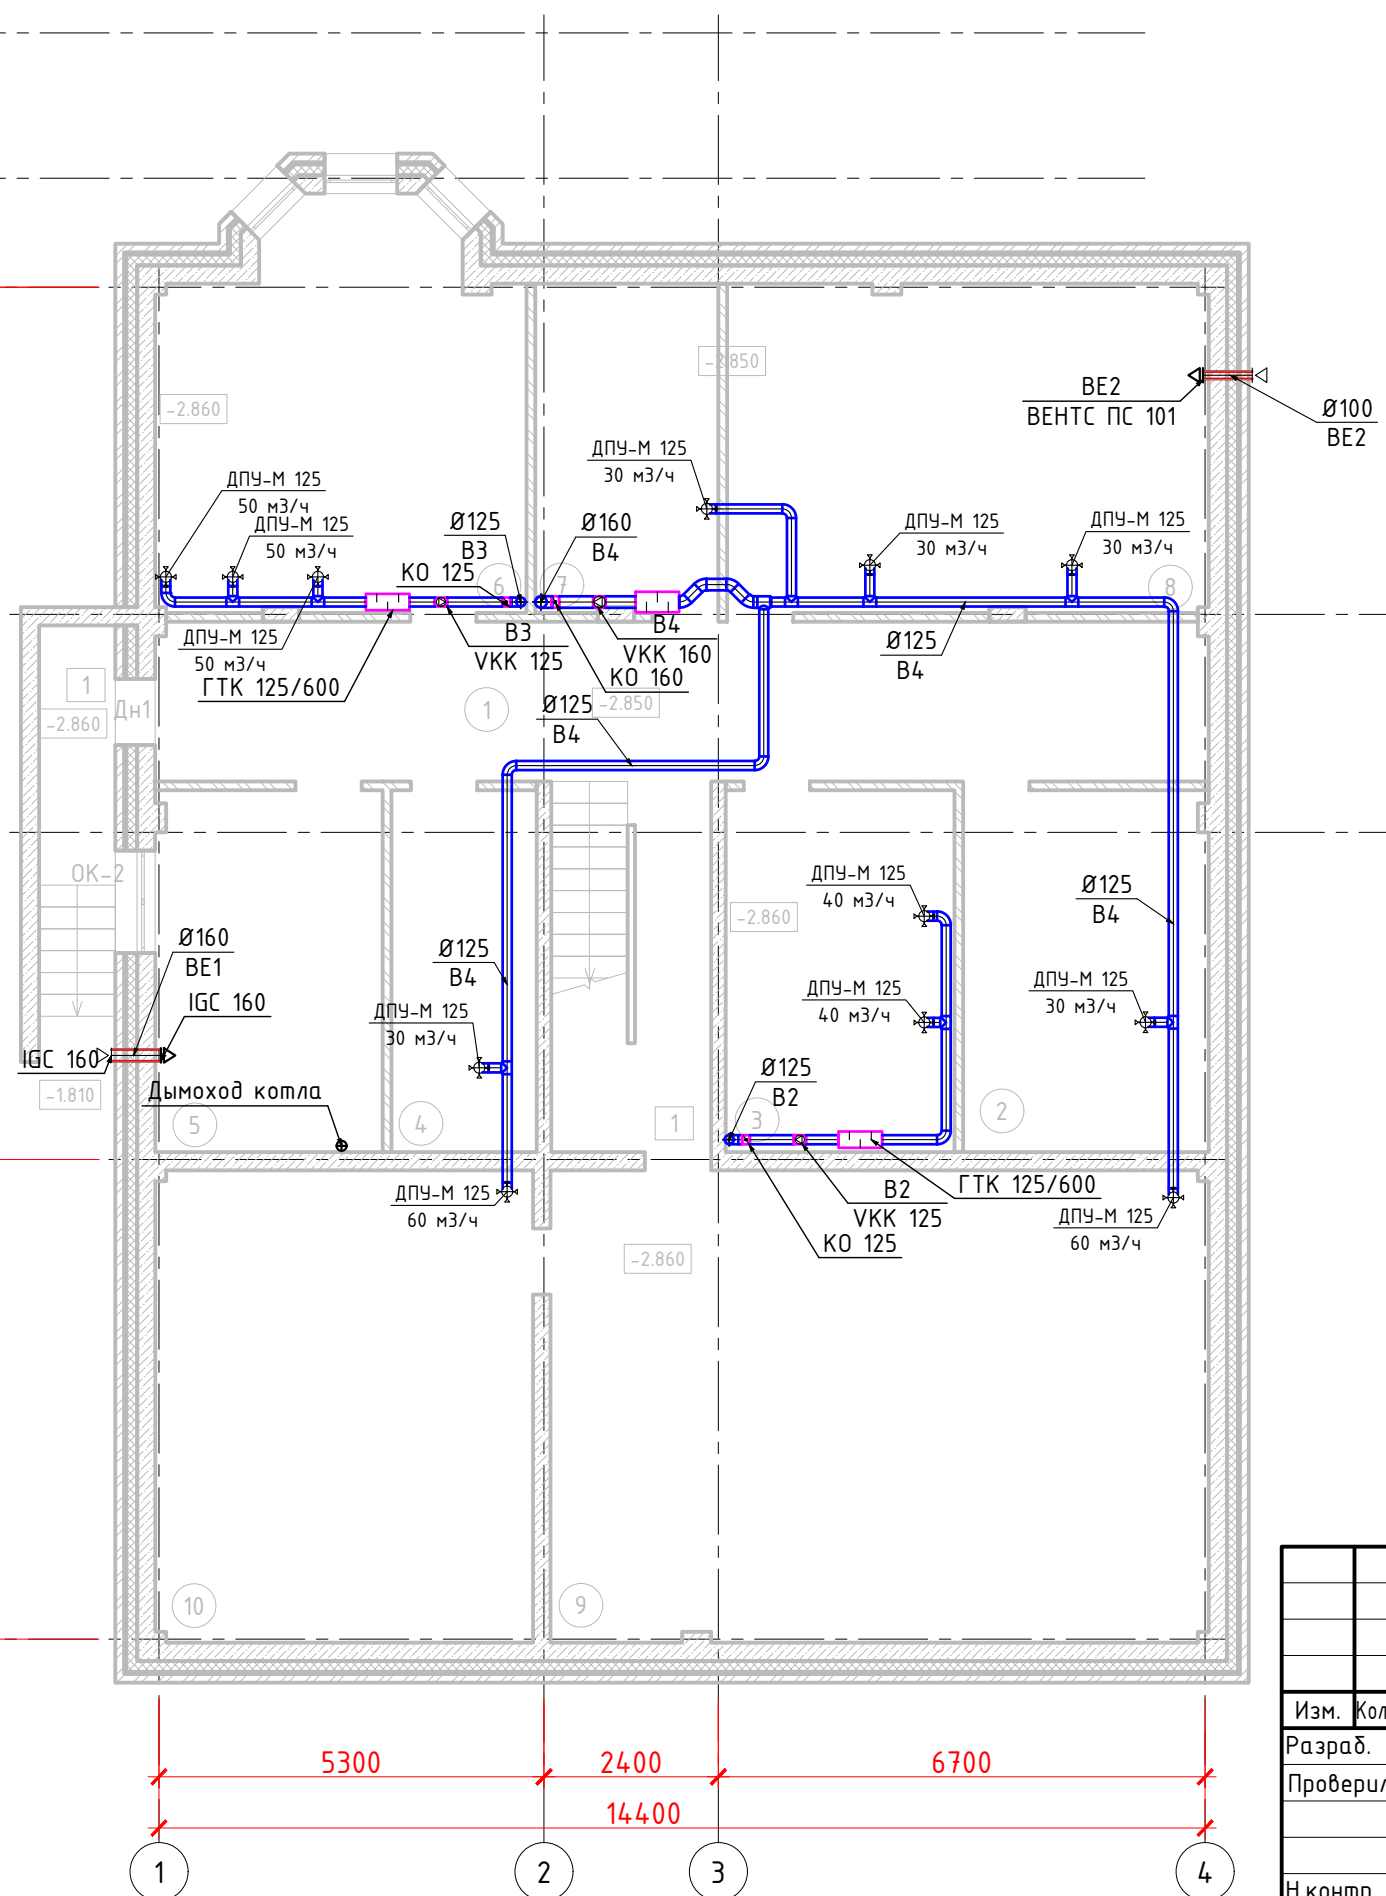 -2.850
-2.860
ВЕ2
ВЕНТС ПС 101
Ø100
ВЕ2
ДПУ-М 125
30 м3/ч
ДПУ-М 125
50 м3/ч
ДПУ-М 125
50 м3/ч
Ø125
В3
Ø160
В4
ДПУ-М 125
30 м3/ч
ДПУ-М 125
30 м3/ч
КО 125
6
7
8
ДПУ-М 125
50 м3/ч
ГТК 125/600
В3
VKK 125
В4
VKK 160
КО 160
Ø125
В4
1
-2.860
Дн1
1
-2.850
Ø125
В4
ОК-2
ДПУ-М 125
40 м3/ч
-2.860
Ø125
В4
Ø160
ВЕ1
Ø125
В4
IGC 160
ДПУ-М 125
30 м3/ч
ДПУ-М 125
40 м3/ч
ДПУ-М 125
30 м3/ч
IGC 160
Ø125
В2
-1.810
Дымоход котла
5
4
1
3
2
ДПУ-М 125
60 м3/ч
В2
VKK 125
КО 125
ГТК 125/600
ДПУ-М 125
60 м3/ч
-2.860
10
9
Изм.
Кол
Разраб.
Проверил
Н.контр
5300
2400
6700
14400
1
2
3
4